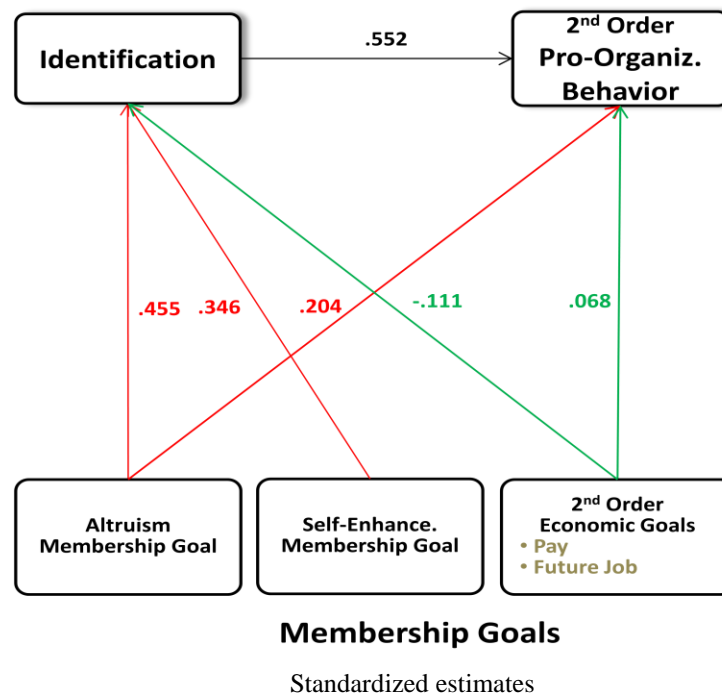 Identification
.552
2nd Order
Pro-Organiz.
Behavior
.455
.346
.204
-.111
.068
Altruism
Membership Goal
Self-Enhance.
Membership Goal
2nd Order
Economic Goals
• Pay
• Future Job
Membership Goals
Standardized estimates